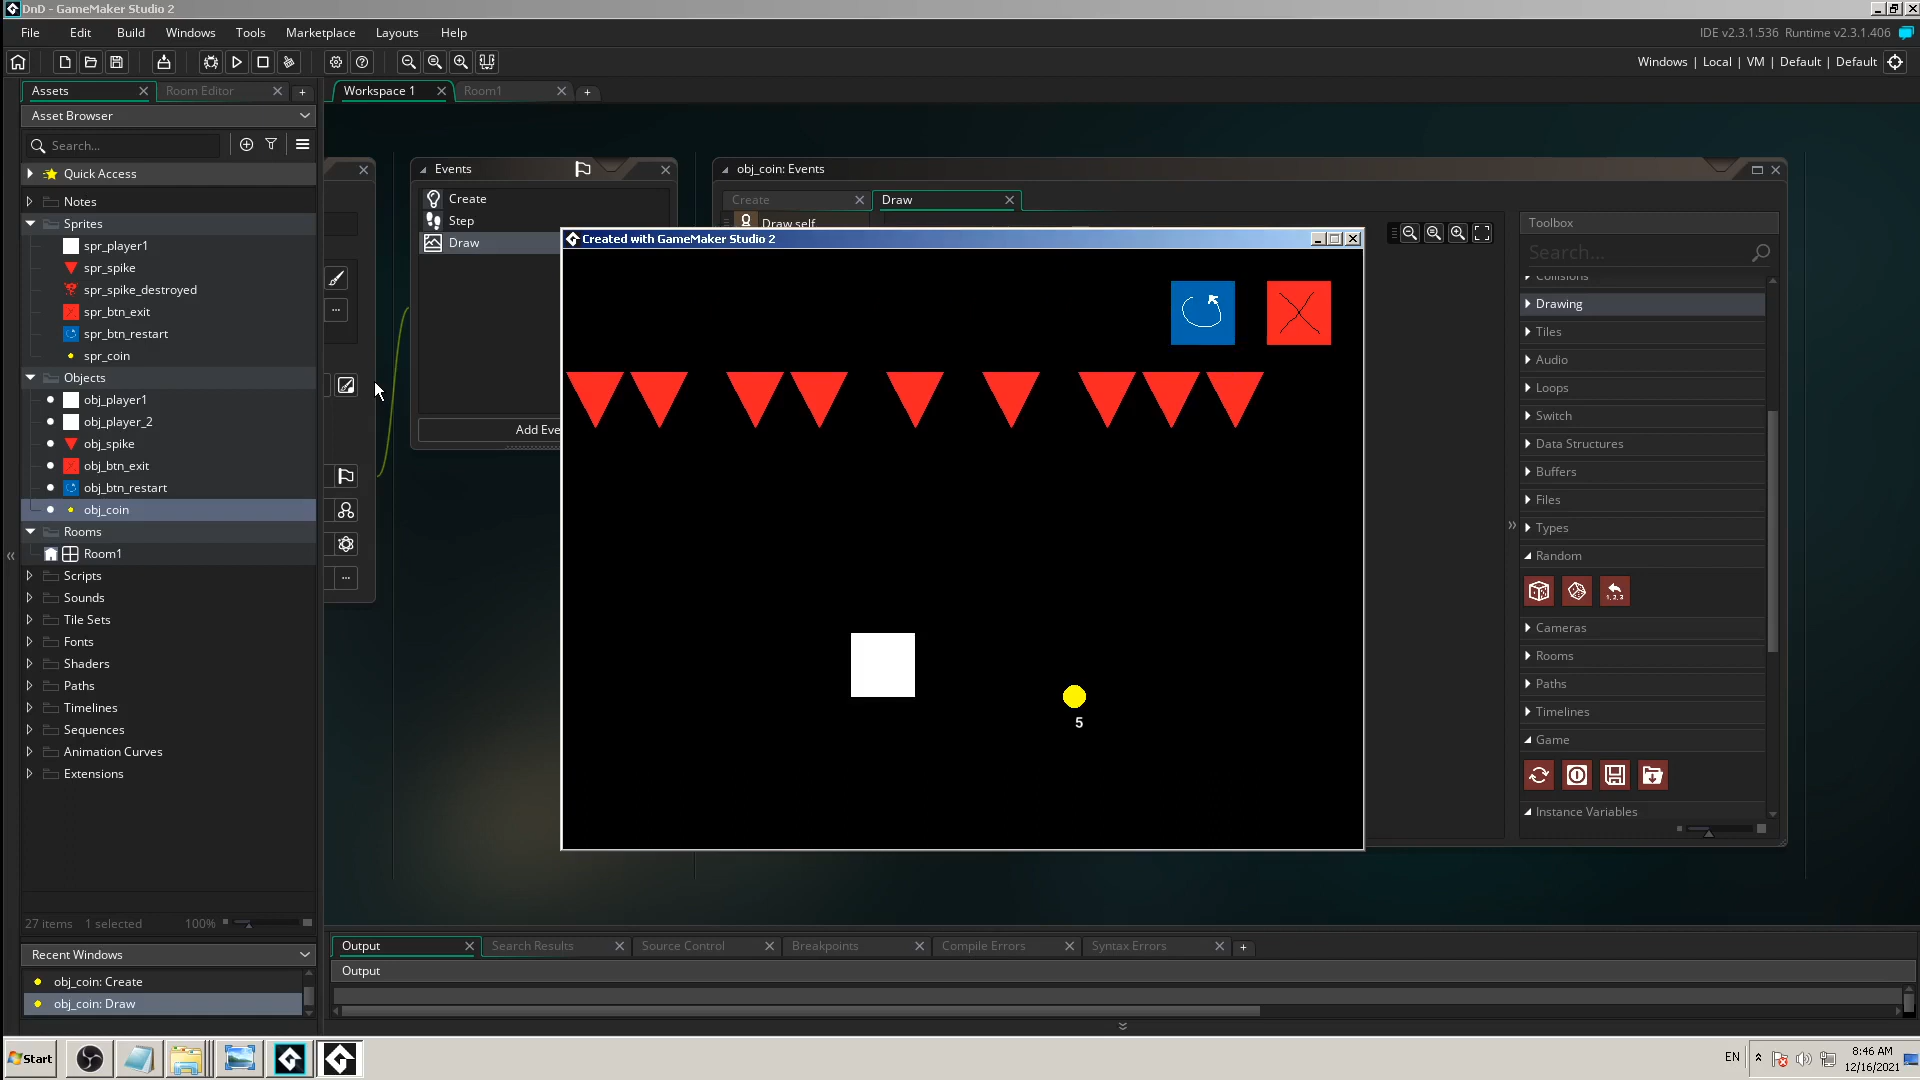 DnD - GameMaker Studio 2
File Edit Build Windows Tools Marketplace Layouts Help
IDE v2.3.1.536 Runtime v2.3.1.406
Windows | Local | VM | Default | Default
Assets Room Editor
Workspace 1 Room1
Asset Browser
Search...
Quick Access
Notes
Sprites
spr_player1
spr_spike
spr_spike_destroyed
spr_btn_exit
spr_btn_restart
spr_coin
Objects
obj_player1
obj_player_2
obj_spike
obj_btn_exit
obj_btn_restart
obj_coin
Rooms
Room1
Scripts
Sounds
Tile Sets
Fonts
Shaders
Paths
Timelines
Sequences
Animation Curves
Extensions
27 items 1 selected 100%
Recent Windows
obj_coin: Create
obj_coin: Draw
Events
Create
Step
Draw
Add Eve
obj_coin: Events
Create Draw
Draw self
Created with GameMaker Studio 2
5
Toolbox
Search...
Collisions
Drawing
Tiles
Audio
Loops
Switch
Data Structures
Buffers
Files
Types
Random
1, 2, 3
Cameras
Rooms
Paths
Timelines
Game
Instance Variables
Output Search Results Source Control Breakpoints Compile Errors Syntax Errors
Output
Start
EN
8:46 AM
12/16/2021